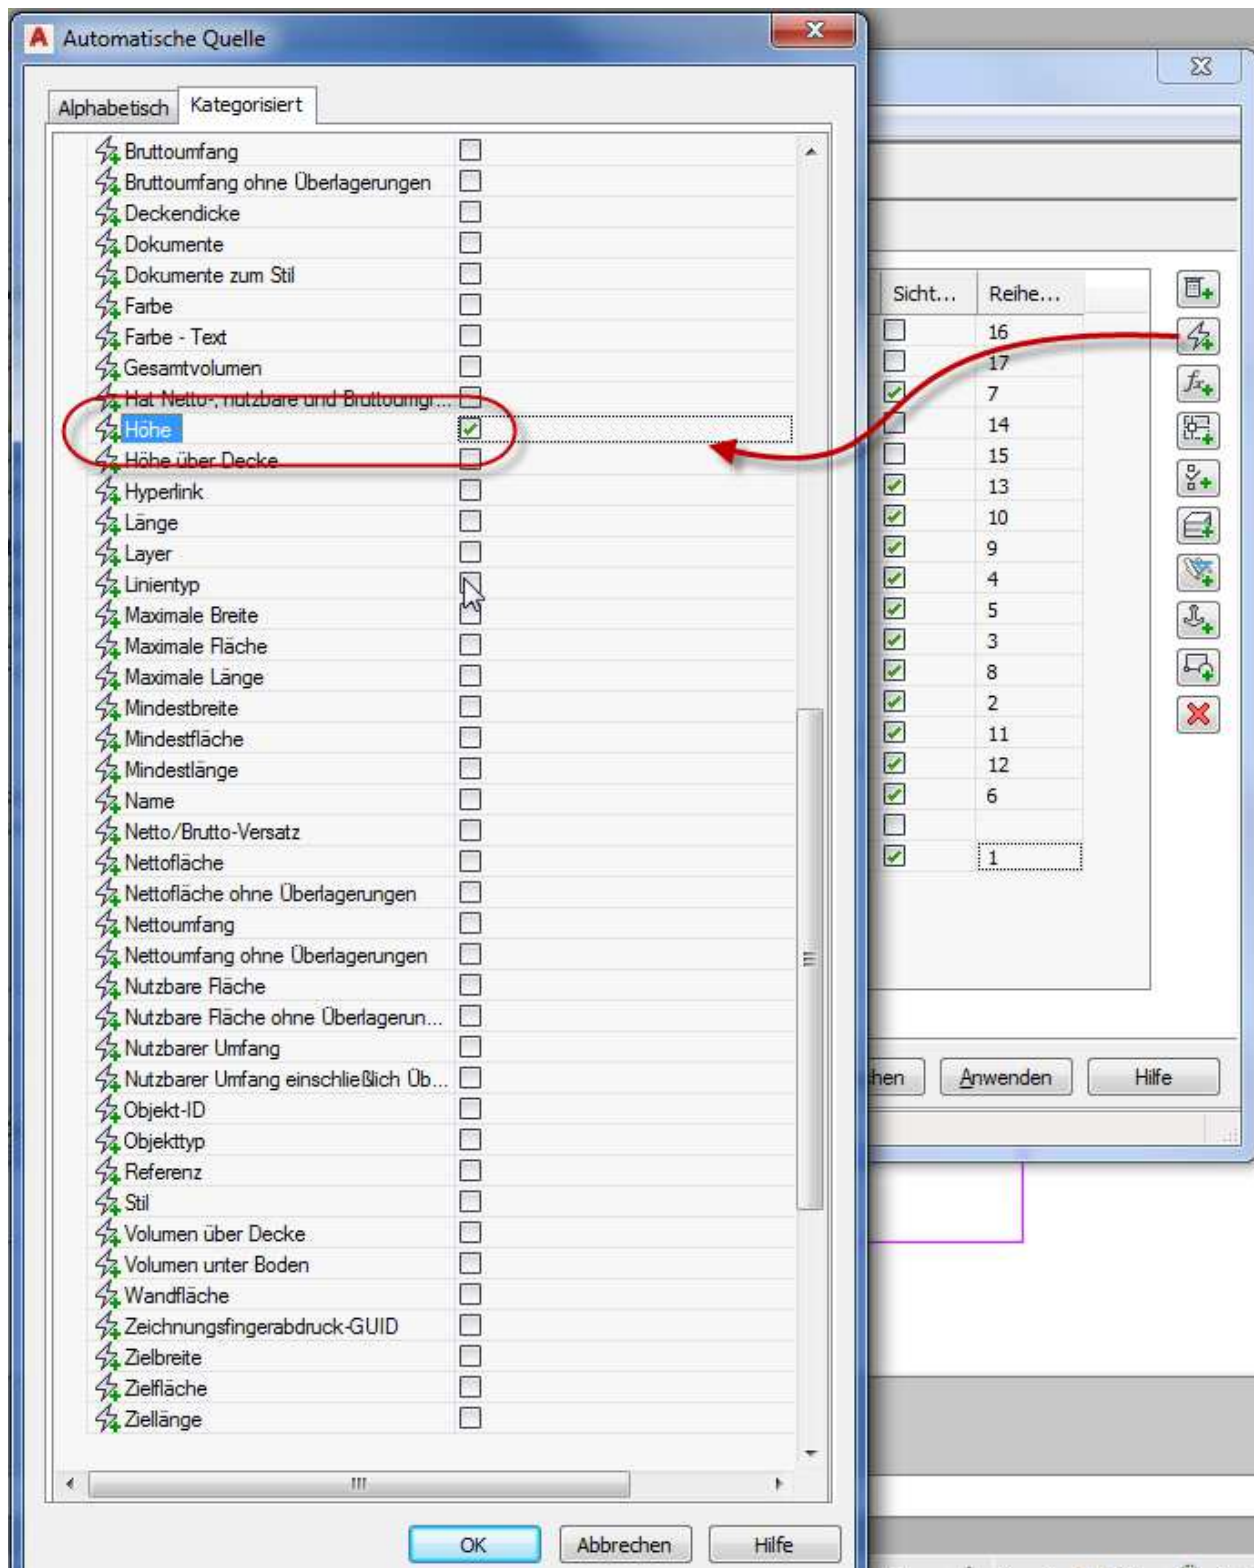 Automatische Quelle
Alphabetisch
Kategorisiert
Bruttoumfang
Bruttoumfang ohne Überlagerungen
Deckendicke
Dokumente
Dokumente zum Stil
Farbe
Farbe - Text
Gesamtvolumen
Hat Netto-, nutzbare und Bruttoumgr...
Höhe
Höhe über Decke
Hyperlink
Länge
Layer
Linientyp
Maximale Breite
Maximale Fläche
Maximale Länge
Mindestbreite
Mindestfläche
Mindestlänge
Name
Netto/Brutto-Versatz
Nettofläche
Nettofläche ohne Überlagerungen
Nettoumfang
Nettoumfang ohne Überlagerungen
Nutzbare Fläche
Nutzbare Fläche ohne Überlagerun...
Nutzbarer Umfang
Nutzbarer Umfang einschließlich Üb...
Objekt-ID
Objekttyp
Referenz
Stil
Volumen über Decke
Volumen unter Boden
Wandfläche
Zeichnungsfingerabdruck-GUID
Zielbreite
Zielfläche
Ziellänge
OK
Abbrechen
Hilfe
Sicht...
Reihe...
16
17
7
14
15
13
10
9
4
5
3
8
2
11
12
6
1
hen
Anwenden
Hilfe